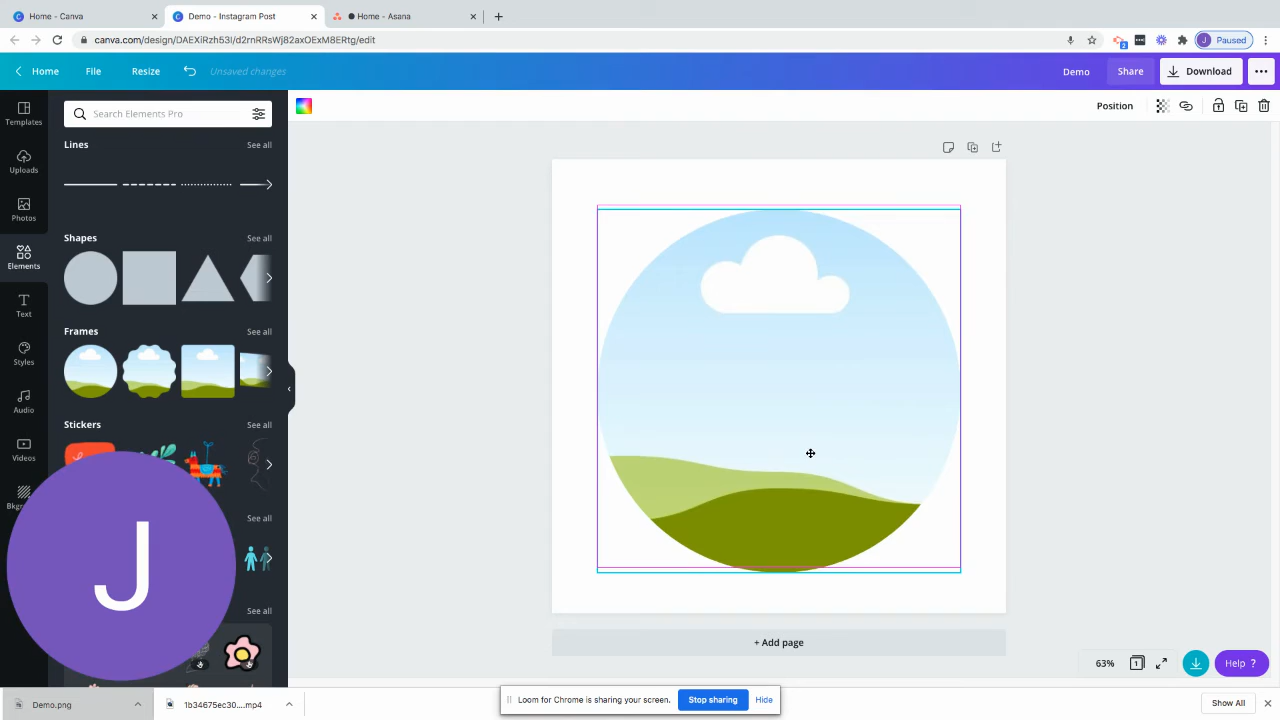 Home - Canva
Demo - Instagram Post
Home - Asana
canva.com/design/DAEXiRzh53I/d2rnRRsWj82axOExM8ERtg/edit
2
J
Paused
Home
File
Resize
Unsaved changes
Demo
Share
Download
Templates
Search Elements Pro
Position
Lines
See all
Uploads
Photos
Shapes
See all
Elements
Text
Frames
See all
Styles
Audio
Stickers
See all
Videos
See all
J
See all
+ Add page
63%
1
Help ?
Demo.png
1b34675ec30....mp4
Loom for Chrome is sharing your screen.
Stop sharing
Hide
Show All